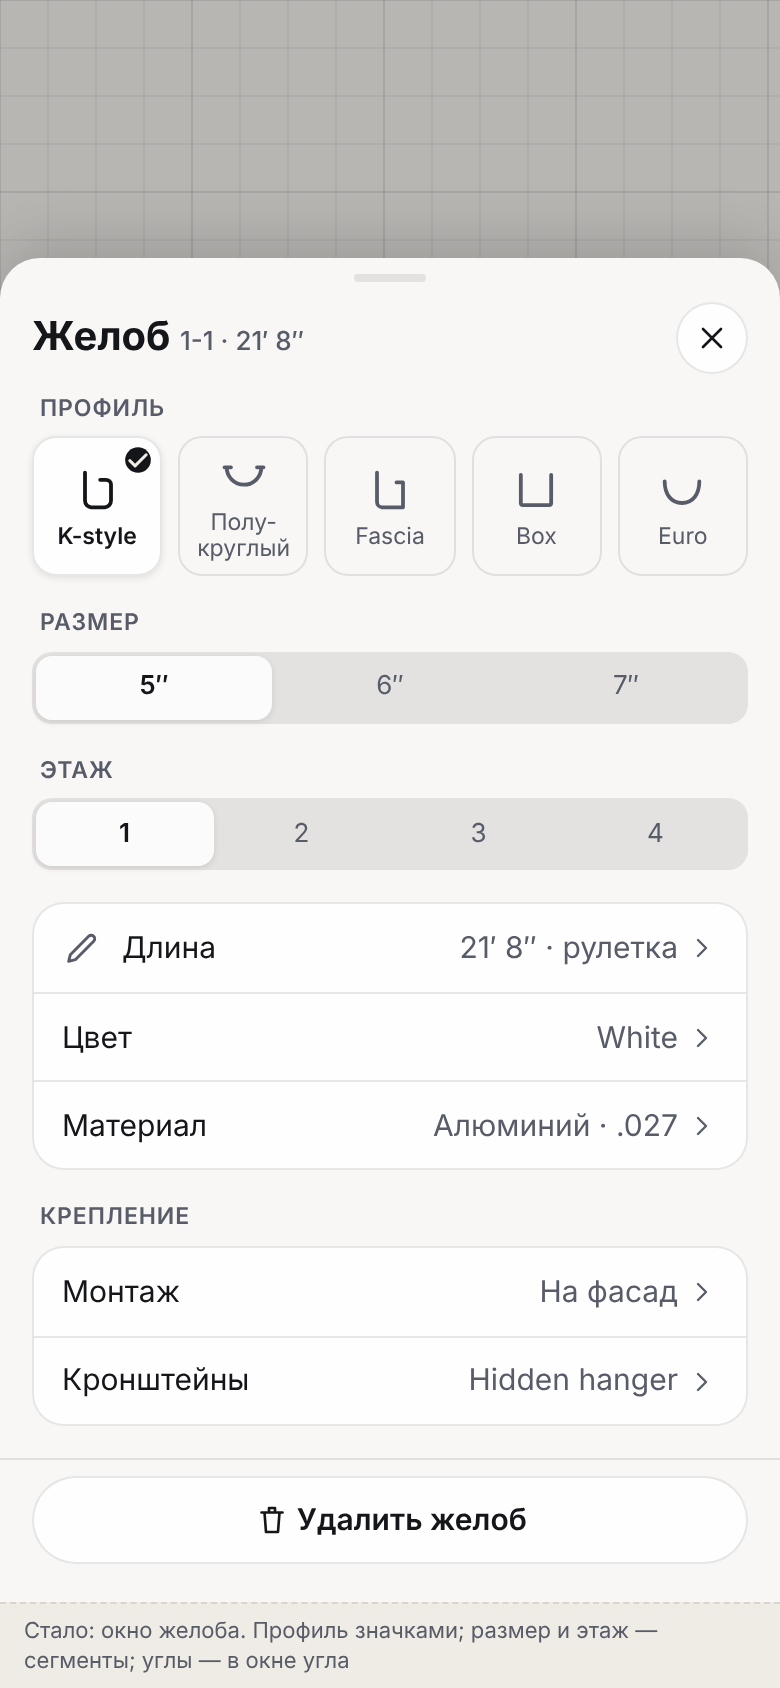 Желоб 1-1 · 21′ 8″
ПРОФИЛЬ
K-style
Полу-
круглый
Fascia
Box
Euro
РАЗМЕР
5″
6″
7″
ЭТАЖ
1
2
3
4
Длина
21′ 8″ · рулетка
Цвет
White
Материал
Алюминий · .027
КРЕПЛЕНИЕ
Монтаж
На фасад
Кронштейны
Hidden hanger
Удалить желоб
Стало: окно желоба. Профиль значками; размер и этаж —
сегменты; углы — в окне угла